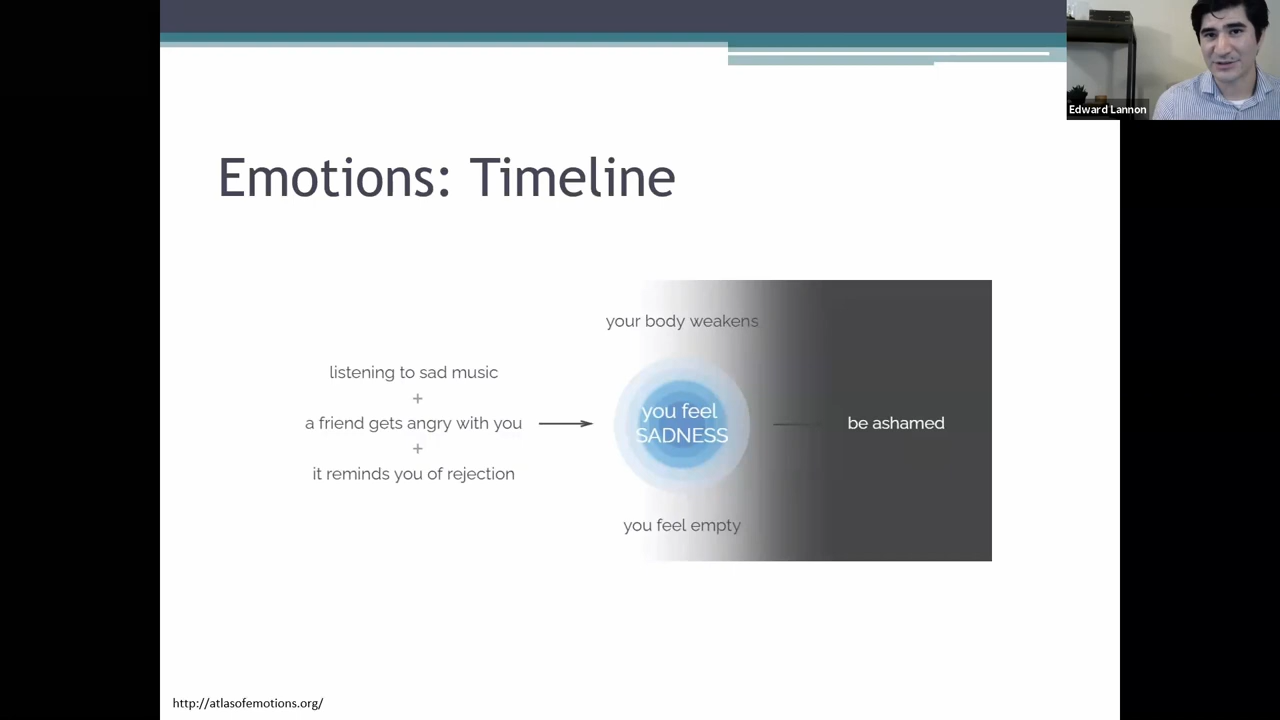 Edward Lannon
Emotions: Timeline
listening to sad music
+
a friend gets angry with you
+
it reminds you of rejection
your body weakens
you feel
SADNESS
you feel empty
be ashamed
http://atlasofemotions.org/